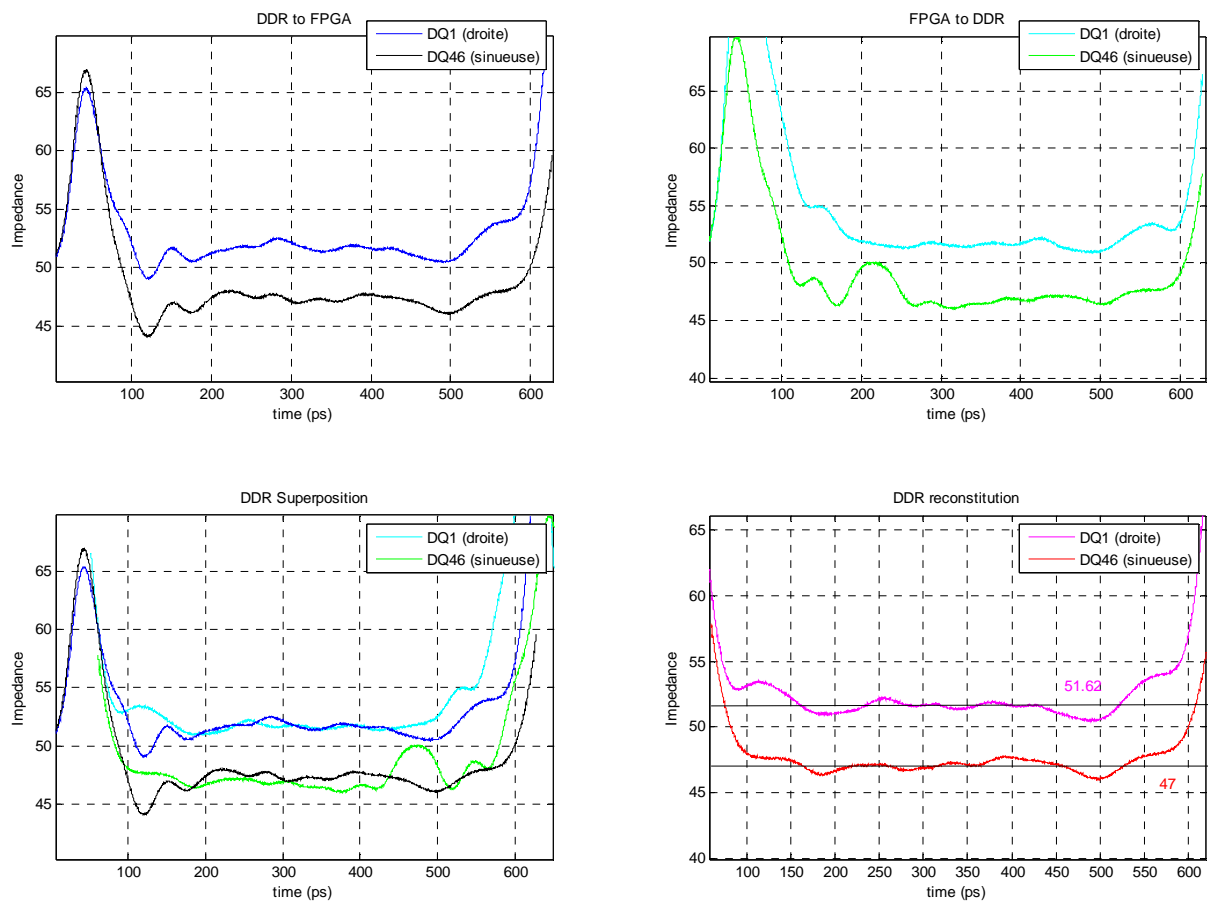 DDR to FPGA
DQ1 (droite)
DQ46 (sinueuse)
65
60
55
50
45
Impedance
100 200 300 400 500 600
time (ps)
FPGA to DDR
DQ1 (droite)
DQ46 (sinueuse)
65
60
55
50
45
40
Impedance
100 200 300 400 500 600
time (ps)
DDR Superposition
DQ1 (droite)
DQ46 (sinueuse)
65
60
55
50
45
Impedance
100 200 300 400 500 600
time (ps)
DDR reconstitution
DQ1 (droite)
DQ46 (sinueuse)
65
60
55
50
45
40
Impedance
51.62
47
100 150 200 250 300 350 400 450 500 550 600
time (ps)